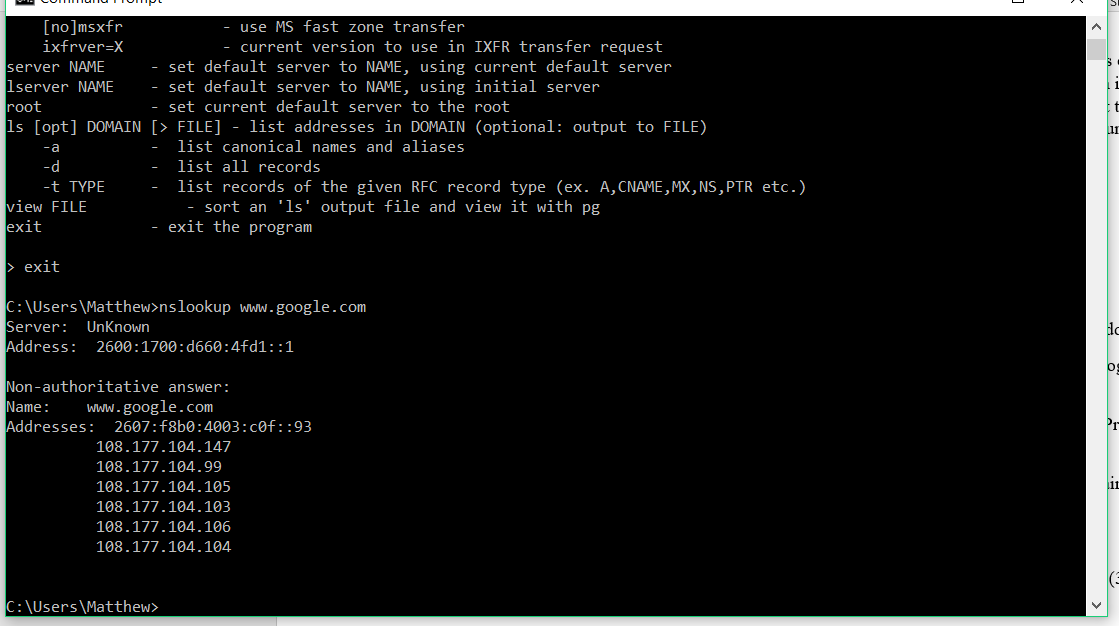 Command Prompt
[no]msxfr - use MS fast zone transfer
ixfrver=X - current version to use in IXFR transfer request
server NAME - set default server to NAME, using current default server
lserver NAME - set default server to NAME, using initial server
root - set current default server to the root
ls [opt] DOMAIN [> FILE] - list addresses in DOMAIN (optional: output to FILE)
-a - list canonical names and aliases
-d - list all records
-t TYPE - list records of the given RFC record type (ex. A,CNAME,MX,NS,PTR etc.)
view FILE - sort an 'ls' output file and view it with pg
exit - exit the program
> exit
C:\Users\Matthew>nslookup www.google.com
Server: UnKnown
Address: 2600:1700:d660:4fd1::1
Non-authoritative answer:
Name: www.google.com
Addresses: 2607:f8b0:4003:c0f::93
108.177.104.147
108.177.104.99
108.177.104.105
108.177.104.103
108.177.104.106
108.177.104.104
C:\Users\Matthew>